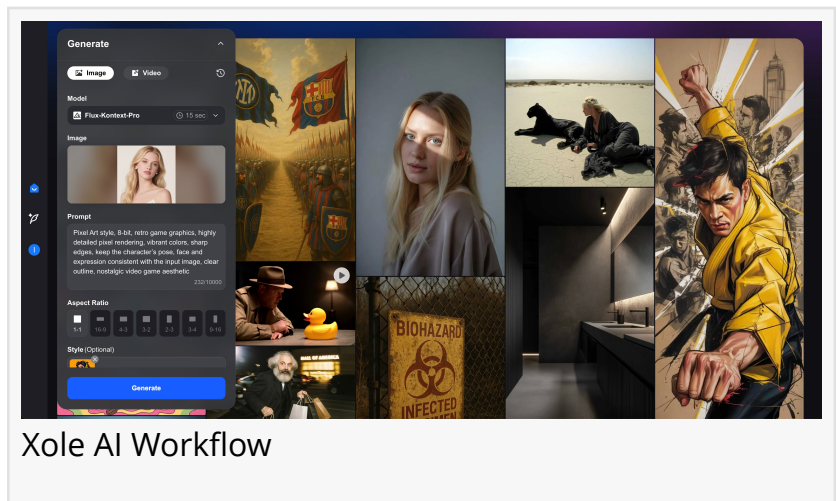 Generate
Image
Video
Model
Flux-Kontext-Pro
15 sec
Image
Prompt
Pixel Art style, 8-bit, retro game graphics, highly
detailed pixel rendering, vibrant colors, sharp
edges, keep the character's pose, face and
expression consistent with the input image, clear
outline, nostalgic video game aesthetic
232/10000
Aspect Ratio
1-1
16-9
4-3
3-2
2-3
3-4
9-16
Style (Optional)
Generate
BIOHAZARD
INFECTED
MALL OF AMERICA
Xole AI Workflow